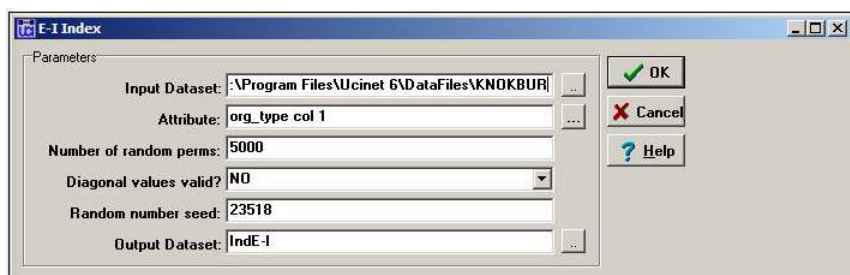 E-I Index
Parameters
Input Dataset: :\Program Files\Ucinet 6\DataFiles\KNOKBUR ..
OK
Attribute: org_type col 1 ...
Cancel
Number of random perms: 5000
Help
Diagonal values valid? NO
Random number seed: 23518
Output Dataset: IndE-I ..